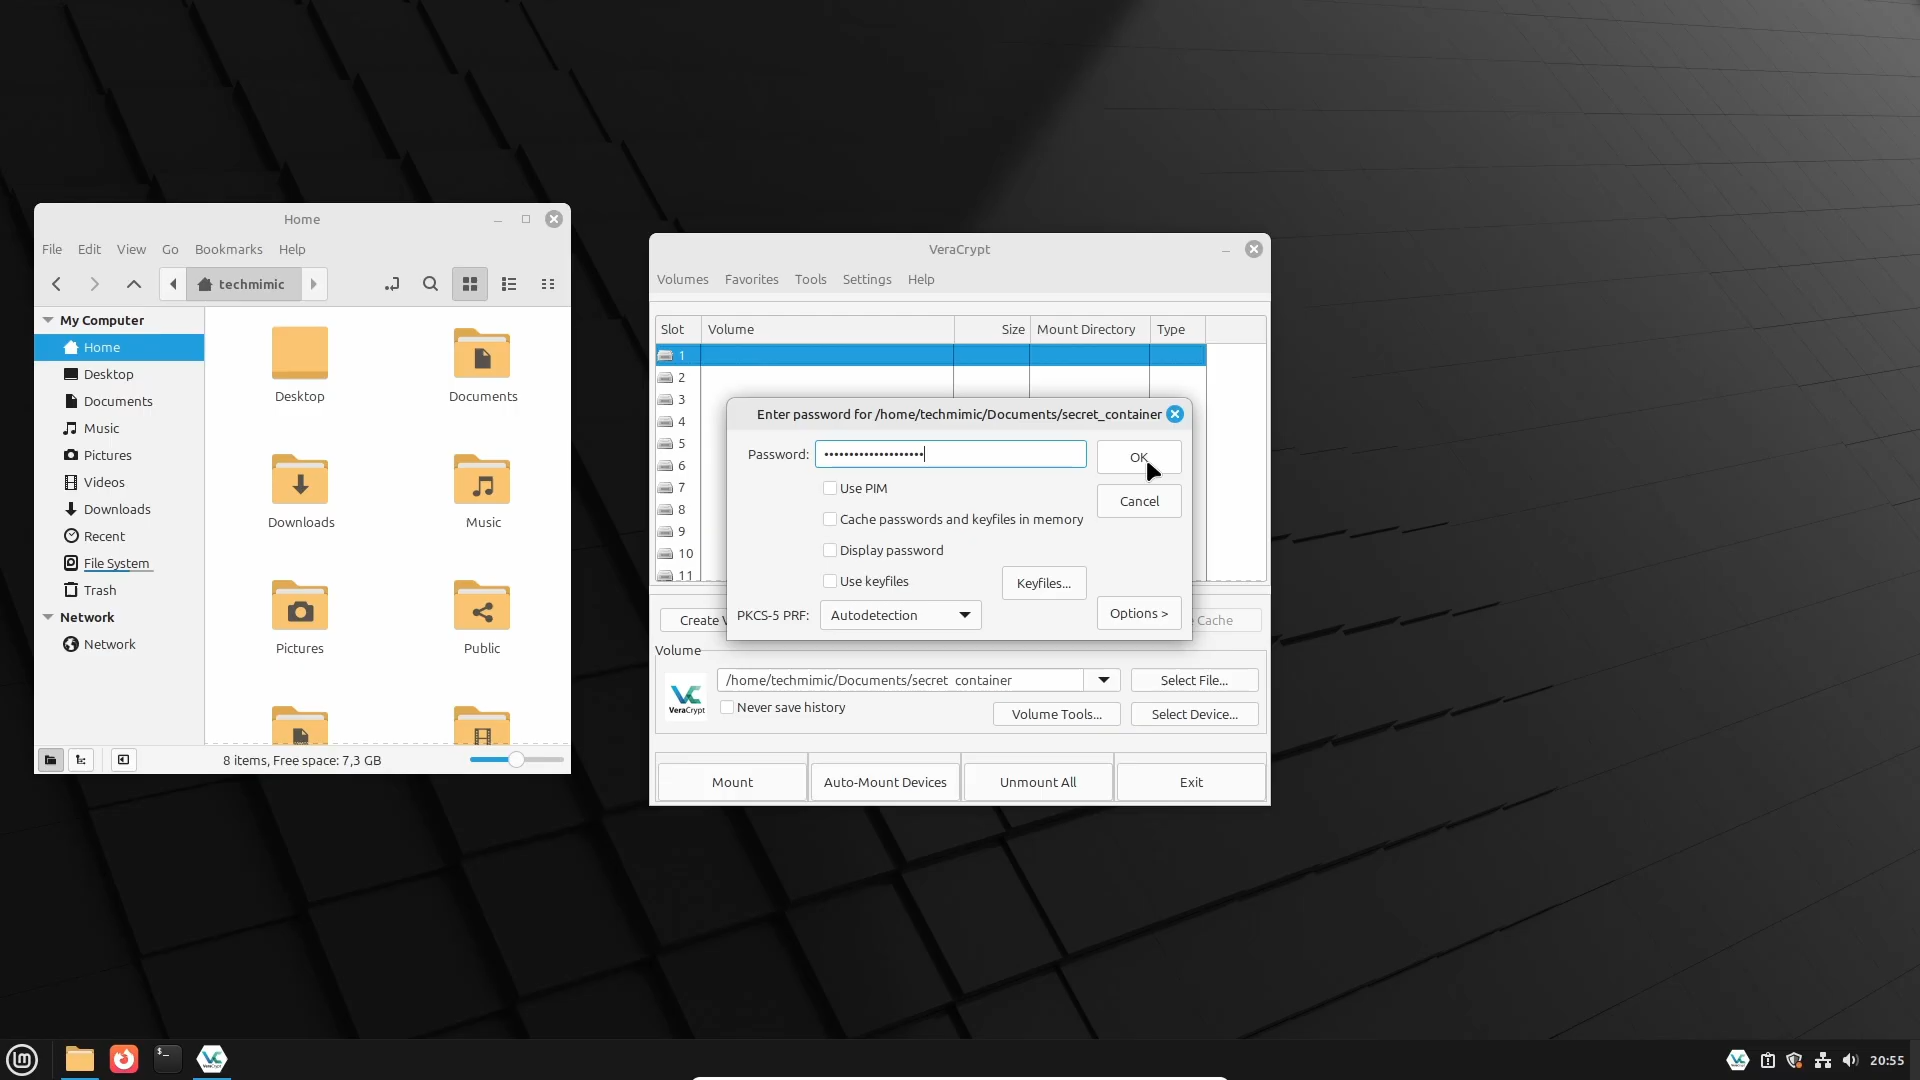 Home
File Edit View Go Bookmarks Help
techmimic
My Computer
Home
Desktop
Documents
Music
Pictures
Videos
Downloads
Recent
File System
Trash
Network
Network
Desktop
Documents
Downloads
Music
Pictures
Public
8 items, Free space: 7,3 GB
VeraCrypt
Volumes Favorites Tools Settings Help
Slot Volume Size Mount Directory Type
1
2
3
4
5
6
7
8
9
10
11
Enter password for /home/techmimic/Documents/secret_container
Password: ••••••••••••••••••••
OK
Use PIM
Cancel
Cache passwords and keyfiles in memory
Display password
Use keyfiles
Keyfiles...
PKCS-5 PRF: Autodetection
Options >
Create V
Cache
Volume
VeraCrypt
/home/techmimic/Documents/secret_container
Select File...
Never save history
Volume Tools...
Select Device...
Mount
Auto-Mount Devices
Unmount All
Exit
20:55